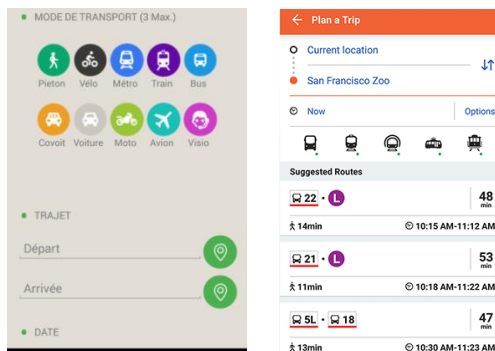 MODE DE TRANSPORT (3 Max.)
Pieton Vélo Métro Train Bus
Covoit Voiture Moto Avion Visio
TRAJET
Départ
Arrivée
DATE
Plan a Trip
Current location
San Francisco Zoo
Now Options
Suggested Routes
22 • L 48
min
14min 10:15 AM-11:12 AM
21 • L 53
min
11min 10:18 AM-11:22 AM
5L • 18 47
min
13min 10:30 AM-11:23 AM